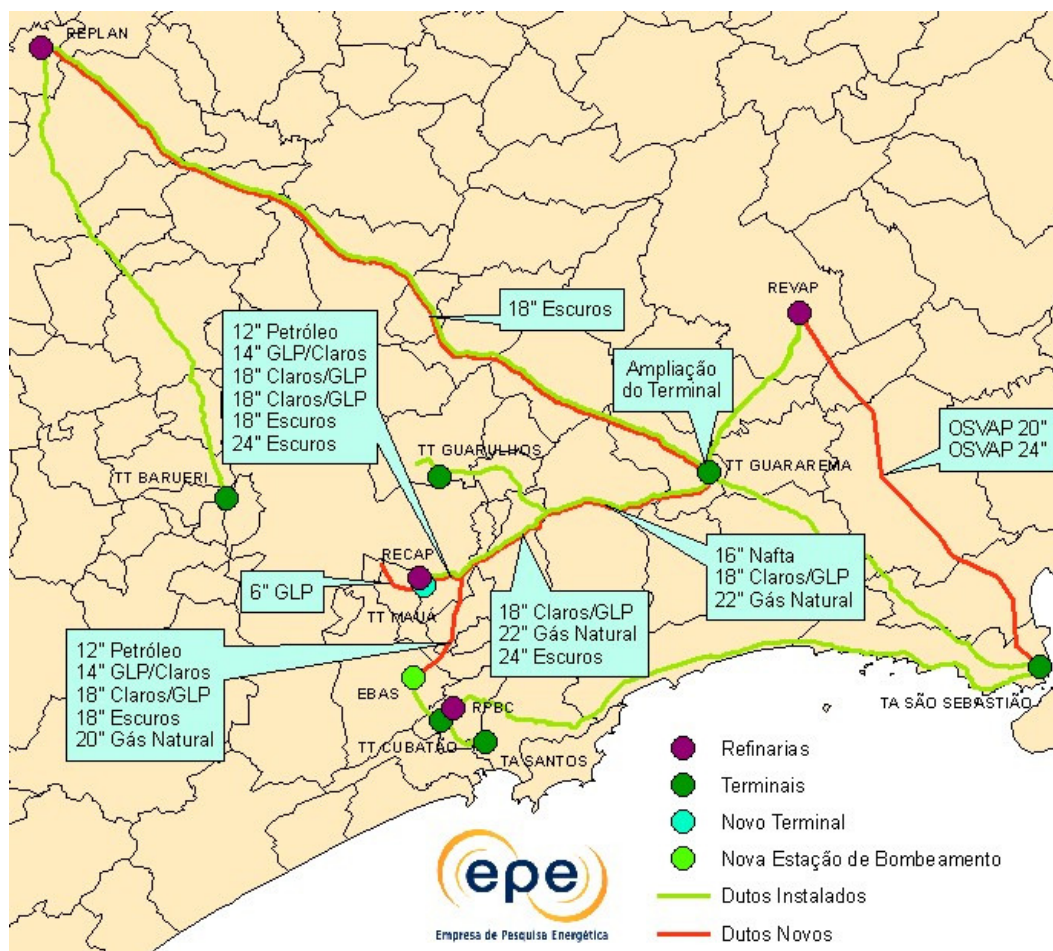 REPLAN
18" Escuros
REVAP
12" Petróleo
14" GLP/Claros
18" Claros/GLP
18" Claros/GLP
18" Escuros
24" Escuros
Ampliação
do Terminal
OSVAP 20"
OSVAP 24"
TT GUARULHOS
TT GUARAREMA
TT BARUERI
RECAP
6" GLP
TT MAUÁ
16" Nafta
18" Claros/GLP
22" Gás Natural
18" Claros/GLP
22" Gás Natural
24" Escuros
12" Petróleo
14" GLP/Claros
18" Claros/GLP
18" Escuros
20" Gás Natural
EBAS
RPBC
TT CUBATÃO
TA SANTOS
TA SÃO SEBASTIÃO
Refinarias
Terminais
Novo Terminal
Nova Estação de Bombeamento
Dutos Instalados
Dutos Novos
epe
Empresa de Pesquisa Energética